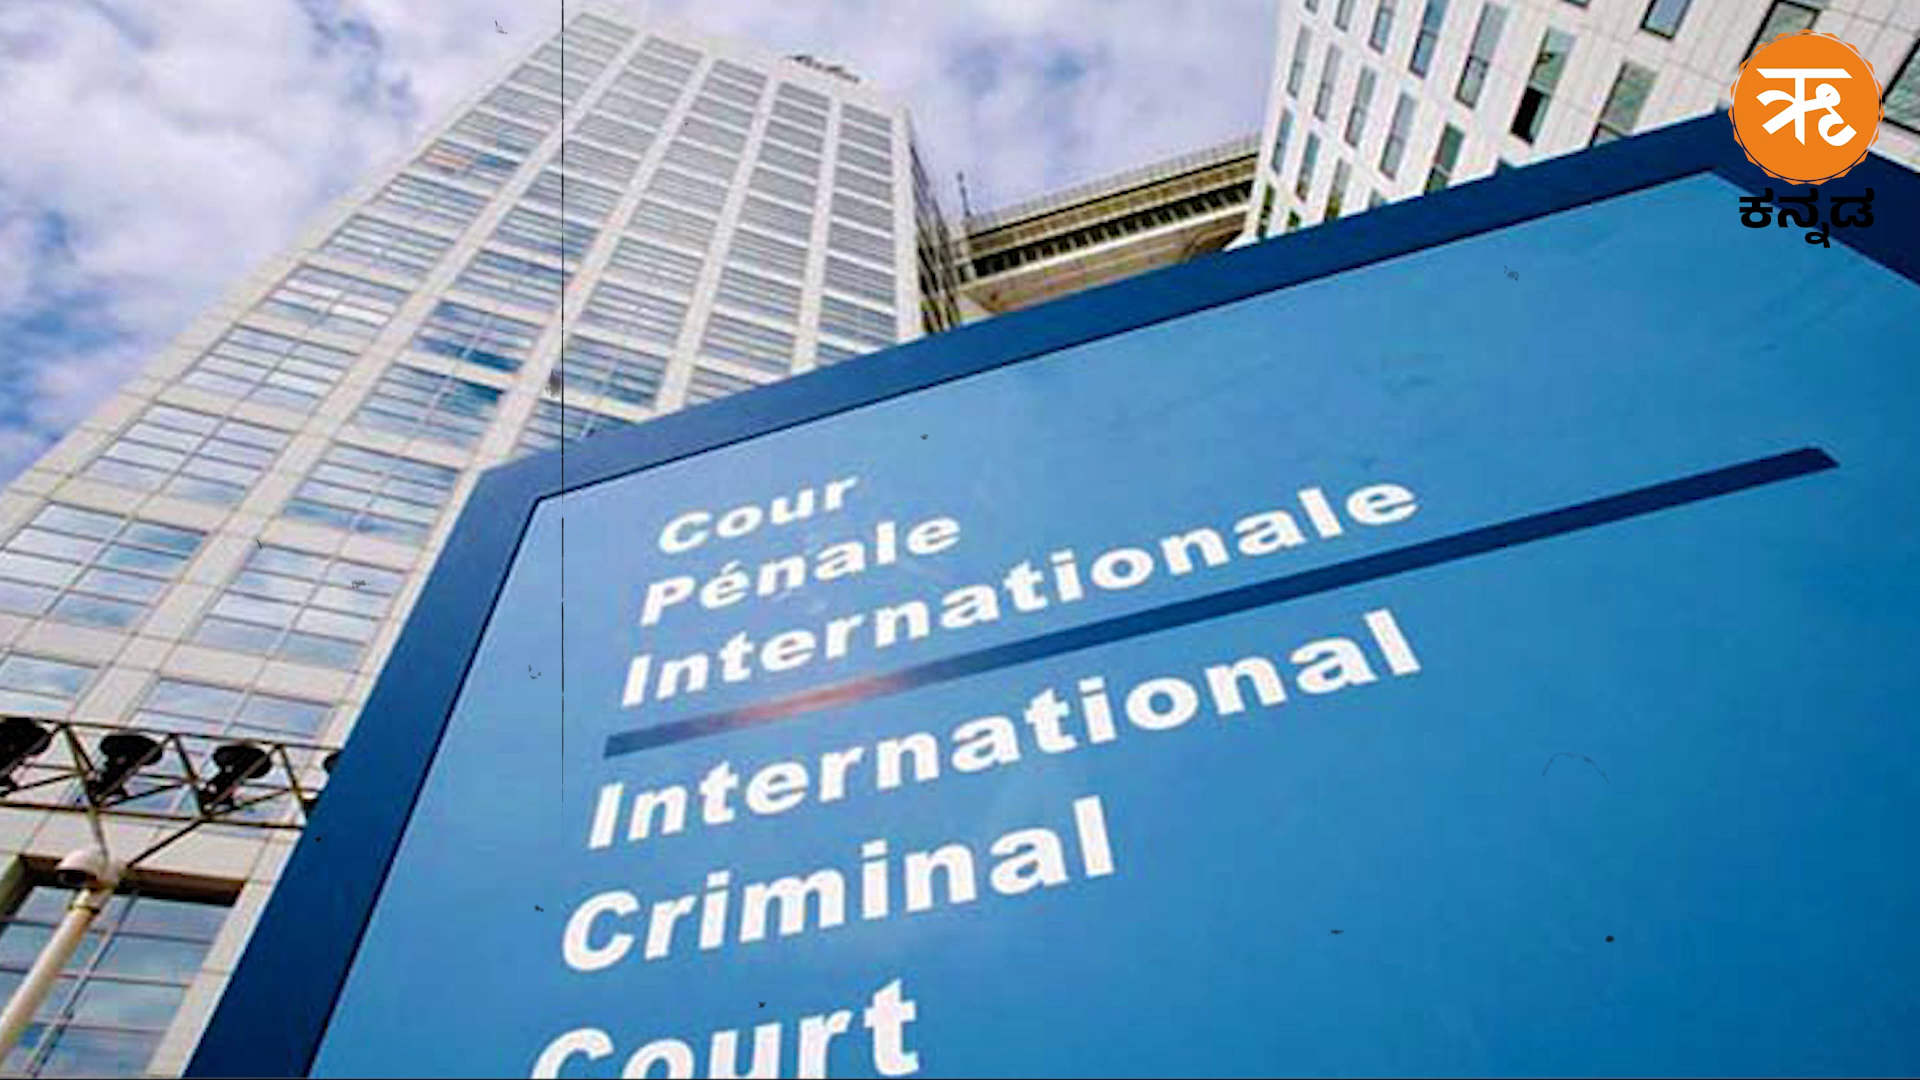 ऋ
ಕನ್ನಡ
Cour
Pénale
Internationale
International
Criminal
Court